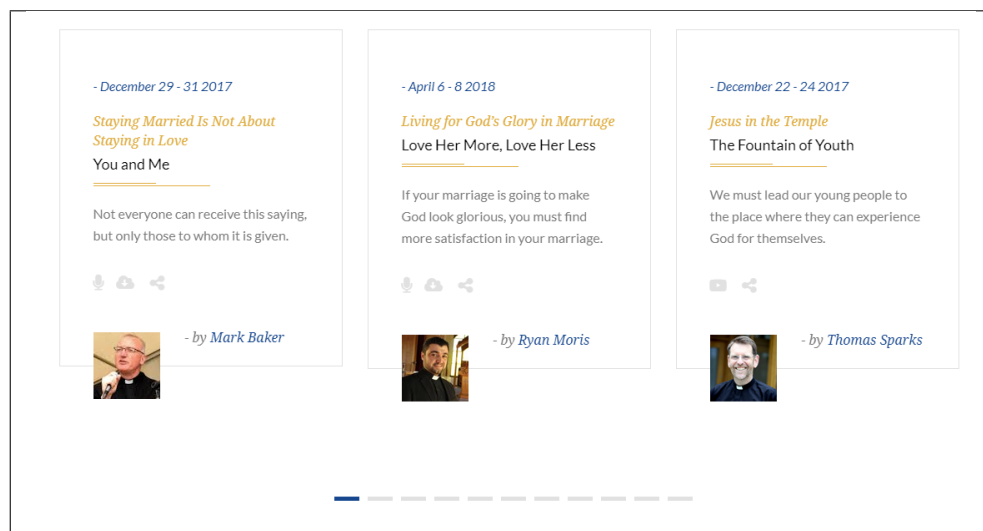 - December 29 - 31 2017
Staying Married Is Not About
Staying in Love
You and Me
Not everyone can receive this saying,
but only those to whom it is given.
- by Mark Baker
- April 6 - 8 2018
Living for God's Glory in Marriage
Love Her More, Love Her Less
If your marriage is going to make
God look glorious, you must find
more satisfaction in your marriage.
- by Ryan Moris
- December 22 - 24 2017
Jesus in the Temple
The Fountain of Youth
We must lead our young people to
the place where they can experience
God for themselves.
- by Thomas Sparks